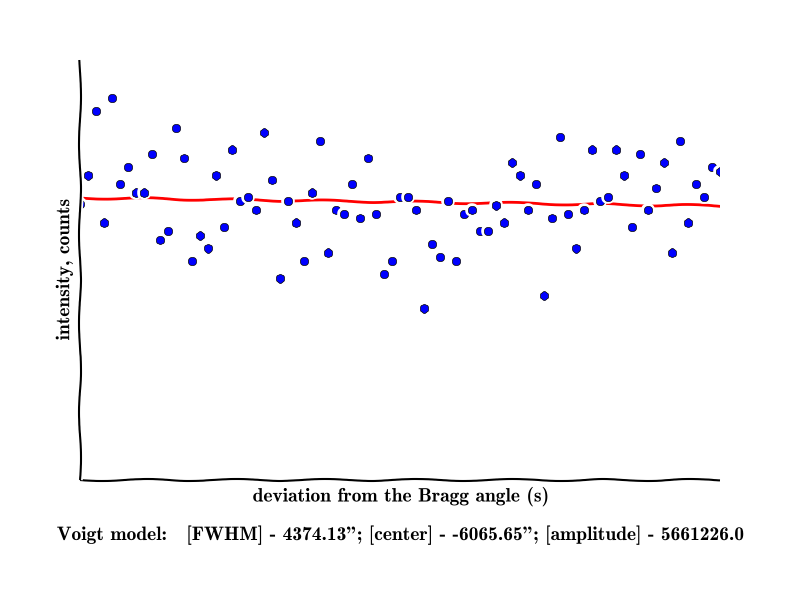 intensity, counts
deviation from the Bragg angle (s)
Voigt model: [FWHM] - 4374.13”; [center] - -6065.65”; [amplitude] - 5661226.0